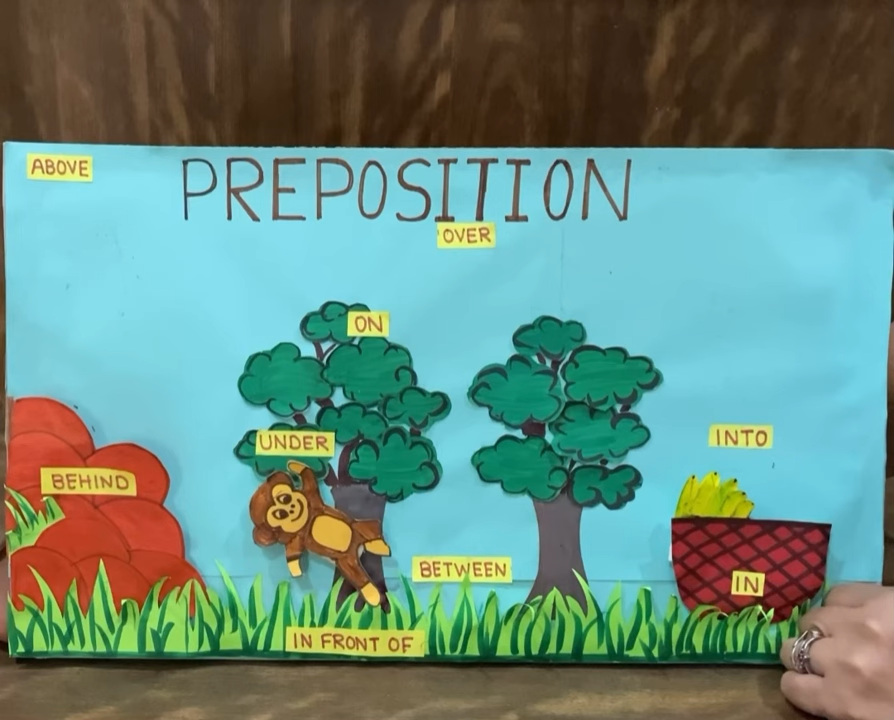 ABOVE
PREPOSITION
OVER
ON
UNDER
INTO
BEHIND
BETWEEN
IN
IN FRONT OF